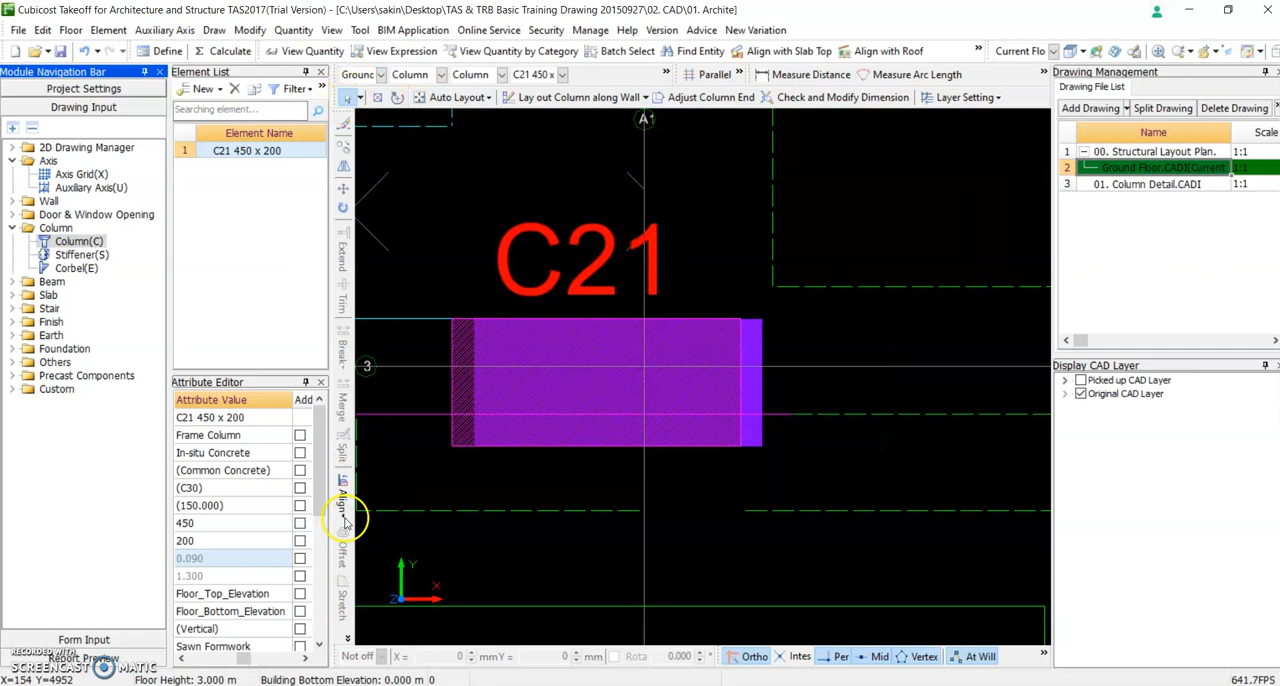 Cubicost Takeoff for Architecture and Structure TAS2017(Trial Version) - [C:\Users\sakin\Desktop\TAS & TRB Basic Training Drawing 20150927\02. CAD\01. Archite]
File Edit Floor Element Auxiliary Axis Draw Modify Quantity View Tool BIM Application Online Service Security Manage Help Version Advice New Variation
Define Calculate View Quantity View Expression View Quantity by Category Batch Select Find Entity Align with Slab Top Align with Roof » Current Flo
Module Navigation Bar
Project Settings
Drawing Input
2D Drawing Manager
Axis
Axis Grid(X)
Auxiliary Axis(U)
Wall
Door & Window Opening
Column
Column(C)
Stiffener(S)
Corbel(E)
Beam
Slab
Stair
Finish
Earth
Foundation
Others
Precast Components
Custom
Form Input
Report Preview
RECORDED WITH
SCREENCAST MATIC
Element List
New Filter »
Searching element...
Element Name
1 C21 450 x 200
Attribute Editor
Attribute Value Add
C21 450 x 200
Frame Column
In-situ Concrete
(Common Concrete)
(C30)
(150.000)
450
200
0.090
1.300
Floor_Top_Elevation
Floor_Bottom_Elevation
(Vertical)
Sawn Formwork
Grounc Column Column C21 450 x » Parallel » Measure Distance Measure Arc Length »
Auto Layout Lay out Column along Wall Adjust Column End Check and Modify Dimension Layer Setting
Extend
Trim
Break
Merge
Split
Align
Offset
Stretch
A1
C21
3
Y
Z
X
Not off X = 0 mm Y = 0 mm Rota 0.000 ° Ortho Intes Per Mid Vertex At Will »
Drawing Management
Drawing File List
Add Drawing Split Drawing Delete Drawing
Name Scale
1 00. Structural Layout Plan. 1:1
2 Ground Floor.CADI(Current 1:1
3 01. Column Detail.CADI 1:1
Display CAD Layer
Picked up CAD Layer
Original CAD Layer
X=154 Y=4952 Floor Height: 3.000 m Building Bottom Elevation: 0.000 m 0 641.7FPS